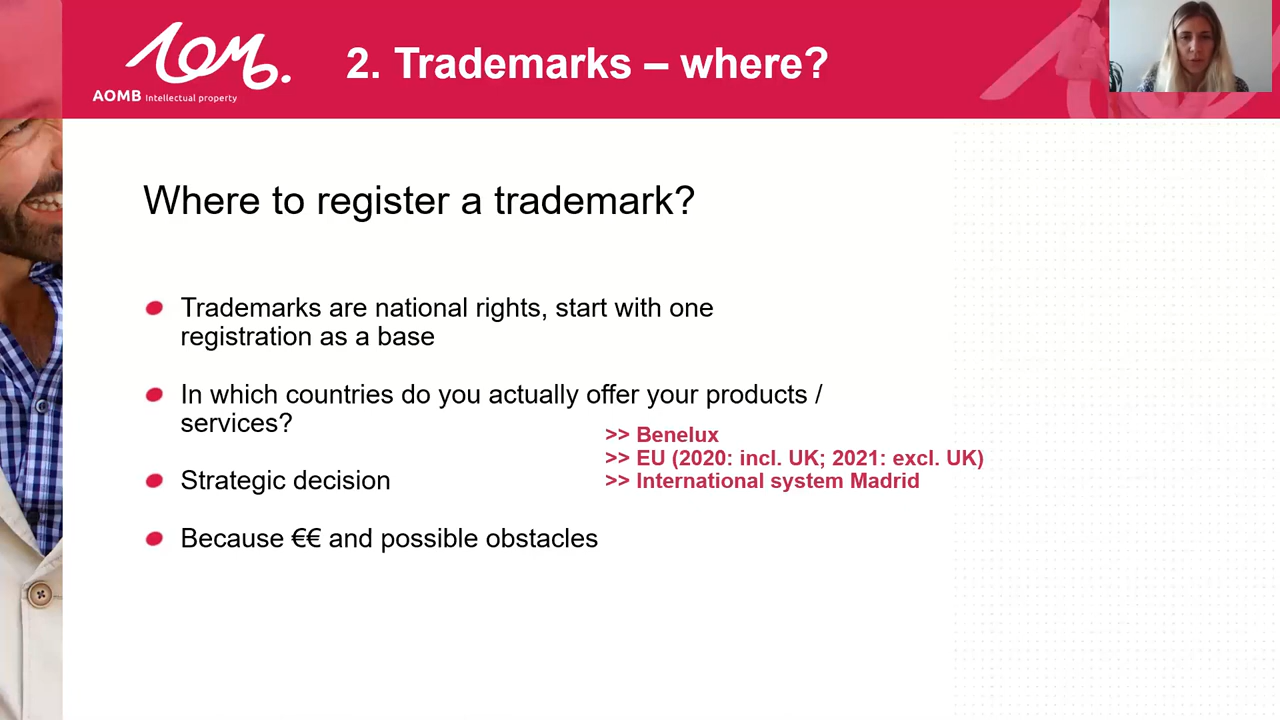 AOM.
AOMB Intellectual property
2. Trademarks – where?
Where to register a trademark?
Trademarks are national rights, start with one
registration as a base
In which countries do you actually offer your products /
services?
>> Benelux
>> EU (2020: incl. UK; 2021: excl. UK)
>> International system Madrid
Strategic decision
Because €€ and possible obstacles